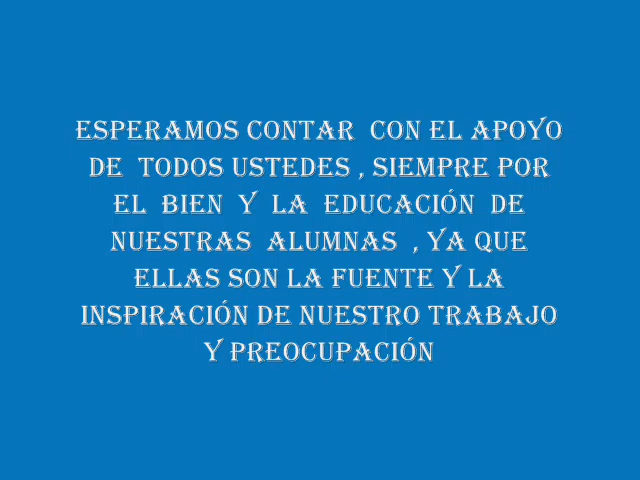 ESPERAMOS CONTAR CON EL APOYO
DE TODOS USTEDES , SIEMPRE POR
EL BIEN Y LA EDUCACIÓN DE
NUESTRAS ALUMNAS , YA QUE
ELLAS SON LA FUENTE Y LA
INSPIRACIÓN DE NUESTRO TRABAJO
Y PREOCUPACIÓN